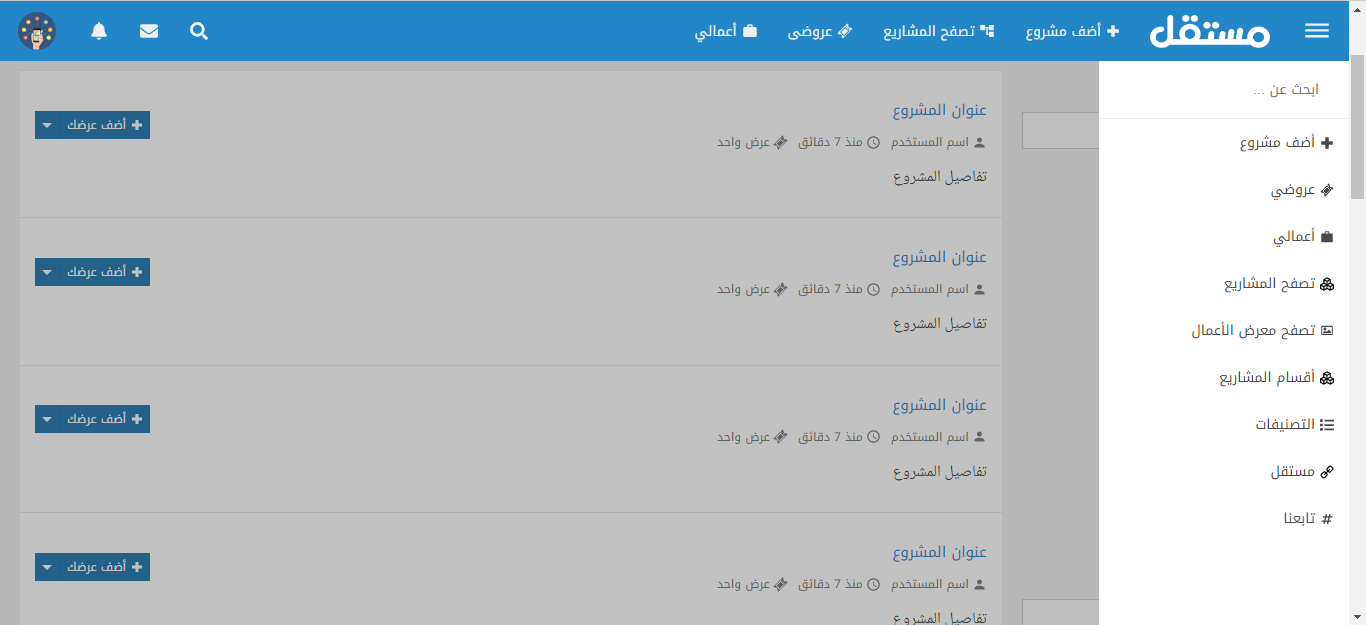 مستقل
أضف مشروع
تصفح المشاريع
عروضى
أعمالي
ابحث عن ...
أضف مشروع
عروضي
أعمالي
تصفح المشاريع
تصفح معرض الأعمال
أقسام المشاريع
التصنيفات
مستقل
تابعنا
عنوان المشروع
أضف عرضك
اسم المستخدم منذ 7 دقائق عرض واحد
تفاصيل المشروع
عنوان المشروع
أضف عرضك
اسم المستخدم منذ 7 دقائق عرض واحد
تفاصيل المشروع
عنوان المشروع
أضف عرضك
اسم المستخدم منذ 7 دقائق عرض واحد
تفاصيل المشروع
عنوان المشروع
أضف عرضك
اسم المستخدم منذ 7 دقائق عرض واحد
تفاصيل المشروع